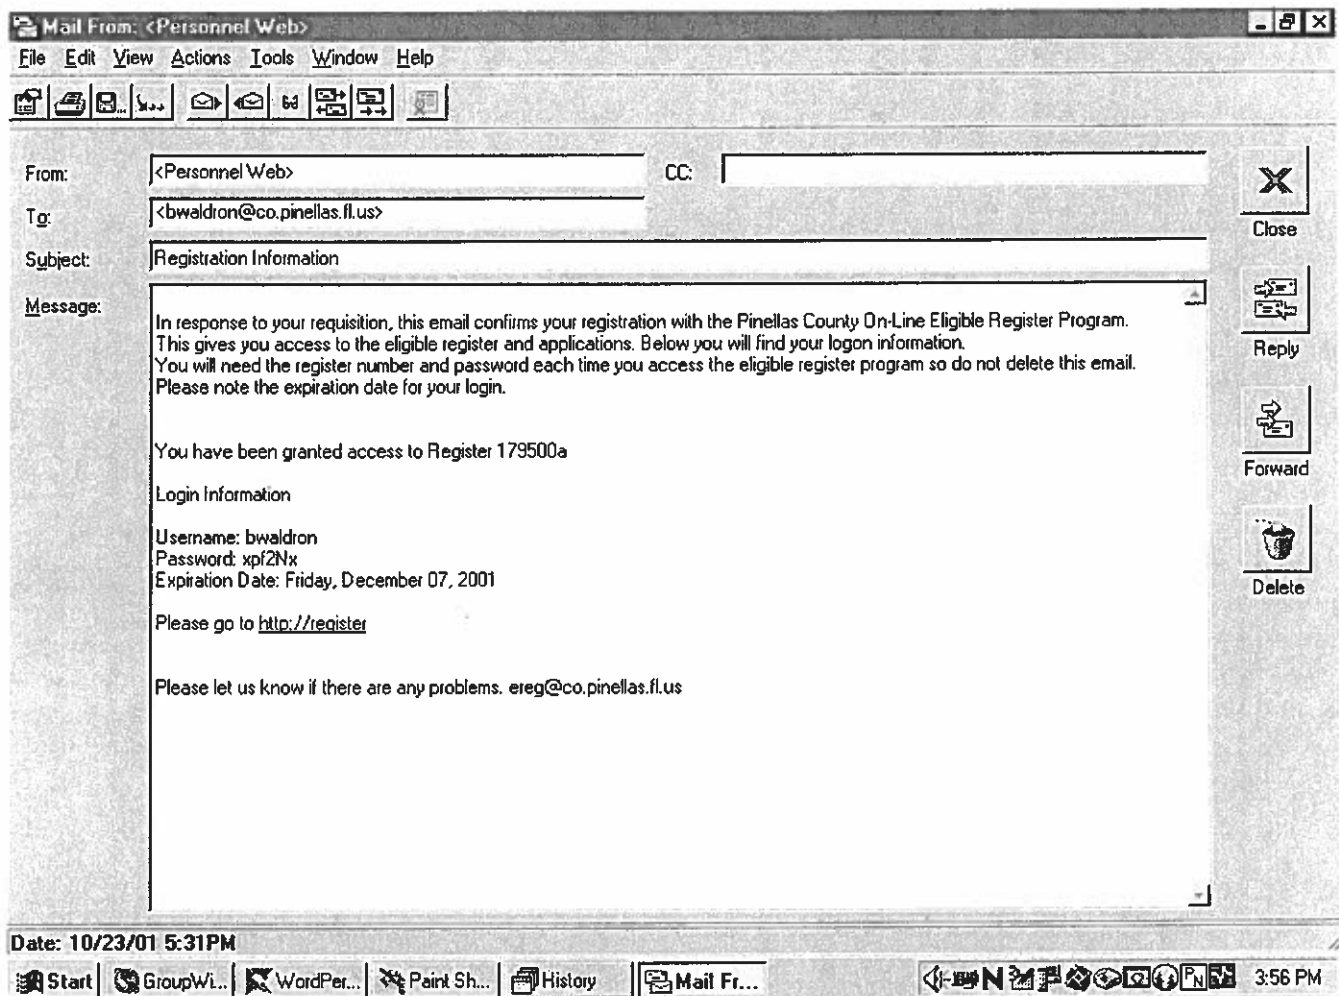 Mail From: <Personnel Web>
File Edit View Actions Tools Window Help
From: <Personnel Web> CC:
To: <bwaldron@co.pinellas.fl.us>
Close
Subject: Registration Information
Message:
In response to your requisition, this email confirms your registration with the Pinellas County On-Line Eligible Register Program.
This gives you access to the eligible register and applications. Below you will find your logon information.
Reply
You will need the register number and password each time you access the eligible register program so do not delete this email.
Please note the expiration date for your login.
You have been granted access to Register 179500a
Forward
Login Information
Username: bwaldron
Password: xpf2Nx
Expiration Date: Friday, December 07, 2001
Delete
Please go to http://register
Please let us know if there are any problems. ereg@co.pinellas.fl.us
Date: 10/23/01 5:31PM
Start GroupWi... WordPer... Paint Sh... History Mail Fr... N PN 3:56 PM